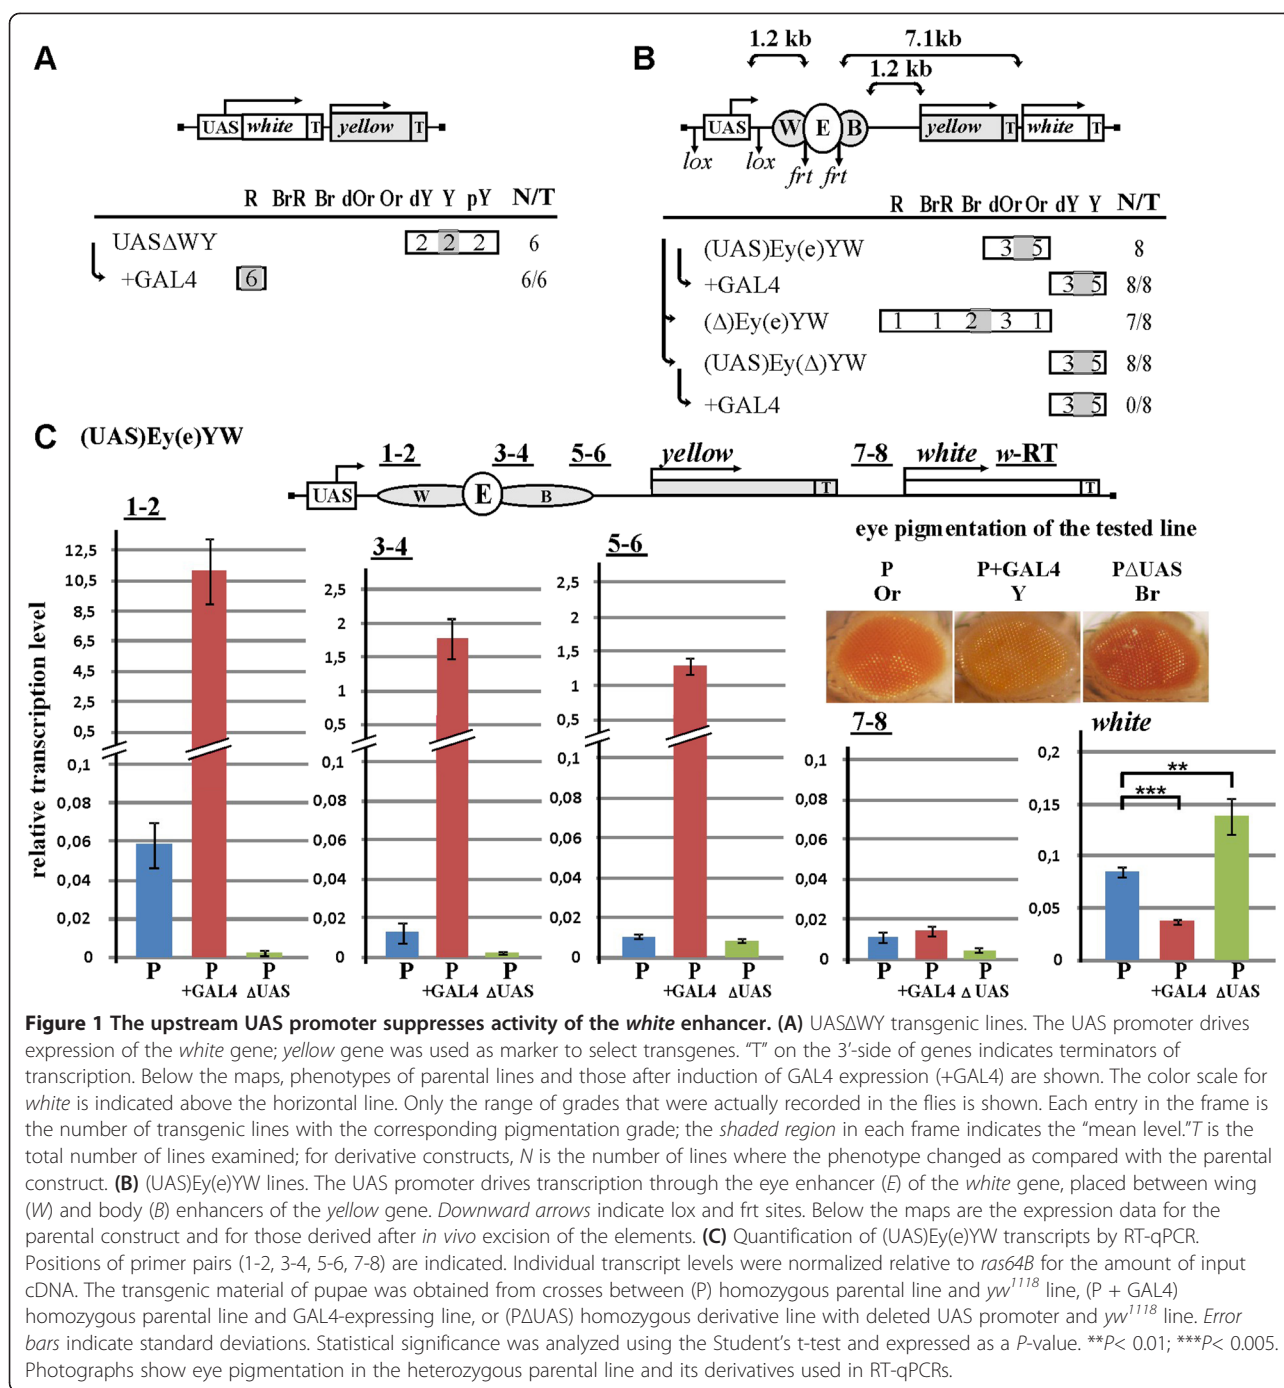 A
UAS white T yellow T
R BrR Br dOr Or dY Y pY N/T
UASΔWY 2 2 2 6
+GAL4 6 6/6
B
1.2 kb 7.1kb
1.2 kb
UAS W E B yellow T white T
lox lox frt frt
R BrR Br dOr Or dY Y N/T
(UAS)Ey(e)YW 3 5 8
+GAL4 3 5 8/8
(Δ)Ey(e)YW 1 1 2 3 1 7/8
(UAS)Ey(Δ)YW 3 5 8/8
+GAL4 3 5 0/8
C (UAS)Ey(e)YW
1-2 3-4 5-6 yellow 7-8 white w-RT
UAS W E B T T
relative transcription level
1-2
12,5
10,5
8,5
6,5
4,5
2,5
0,5
0,1
0,08
0,06
0,04
0,02
0
P P P
+GAL4 ΔUAS
3-4
2,5
2
1,5
1
0,5
0,1
0,08
0,06
0,04
0,02
0
P P P
+GAL4 ΔUAS
5-6
2,5
2
1,5
1
0,5
0,1
0,08
0,06
0,04
0,02
0
P P P
+GAL4 ΔUAS
eye pigmentation of the tested line
P P+GAL4 PΔUAS
Or Y Br
7-8
0,1
0,08
0,06
0,04
0,02
0
P P P
+GAL4 Δ UAS
white
0,2
0,15
0,1
0,05
0
**
***
P P P
+GAL4 ΔUAS
Figure 1 The upstream UAS promoter suppresses activity of the white enhancer. (A) UASΔWY transgenic lines. The UAS promoter drives
expression of the white gene; yellow gene was used as marker to select transgenes. "T" on the 3'-side of genes indicates terminators of
transcription. Below the maps, phenotypes of parental lines and those after induction of GAL4 expression (+GAL4) are shown. The color scale for
white is indicated above the horizontal line. Only the range of grades that were actually recorded in the flies is shown. Each entry in the frame is
the number of transgenic lines with the corresponding pigmentation grade; the shaded region in each frame indicates the "mean level."T is the
total number of lines examined; for derivative constructs, N is the number of lines where the phenotype changed as compared with the parental
construct. (B) (UAS)Ey(e)YW lines. The UAS promoter drives transcription through the eye enhancer (E) of the white gene, placed between wing
(W) and body (B) enhancers of the yellow gene. Downward arrows indicate lox and frt sites. Below the maps are the expression data for the
parental construct and for those derived after in vivo excision of the elements. (C) Quantification of (UAS)Ey(e)YW transcripts by RT-qPCR.
Positions of primer pairs (1-2, 3-4, 5-6, 7-8) are indicated. Individual transcript levels were normalized relative to ras64B for the amount of input
cDNA. The transgenic material of pupae was obtained from crosses between (P) homozygous parental line and yw1118 line, (P + GAL4)
homozygous parental line and GAL4-expressing line, or (PΔUAS) homozygous derivative line with deleted UAS promoter and yw1118 line. Error
bars indicate standard deviations. Statistical significance was analyzed using the Student's t-test and expressed as a P-value. **P< 0.01; ***P< 0.005.
Photographs show eye pigmentation in the heterozygous parental line and its derivatives used in RT-qPCRs.